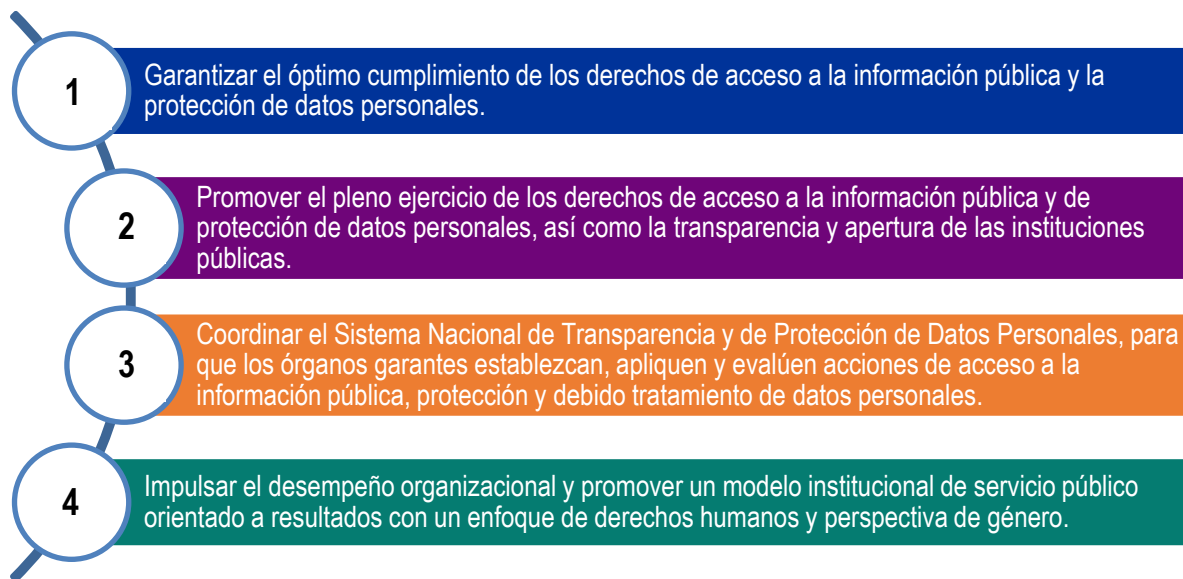 1
Garantizar el óptimo cumplimiento de los derechos de acceso a la información pública y la
protección de datos personales.
2
Promover el pleno ejercicio de los derechos de acceso a la información pública y de
protección de datos personales, así como la transparencia y apertura de las instituciones
públicas.
3
Coordinar el Sistema Nacional de Transparencia y de Protección de Datos Personales, para
que los órganos garantes establezcan, apliquen y evalúen acciones de acceso a la
información pública, protección y debido tratamiento de datos personales.
4
Impulsar el desempeño organizacional y promover un modelo institucional de servicio público
orientado a resultados con un enfoque de derechos humanos y perspectiva de género.